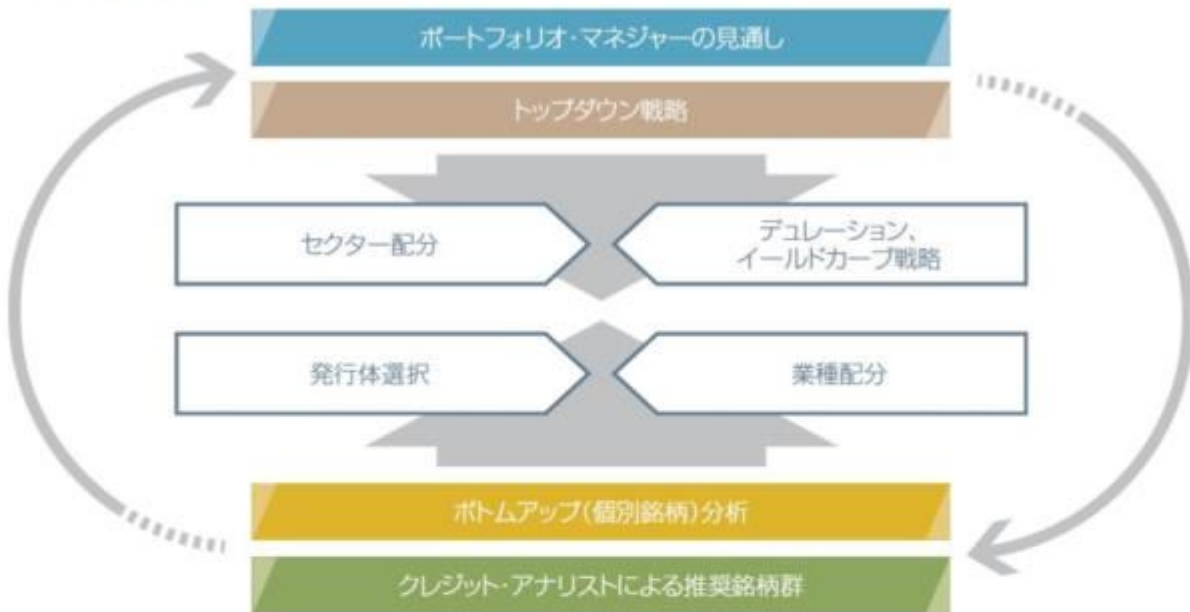 ポートフォリオ・マネジャーの見通し
トップダウン戦略
セクター配分
デュレーション、
イールドカーブ戦略
発行体選択
業種配分
ボトムアップ(個別銘柄)分析
クレジット・アナリストによる推奨銘柄群